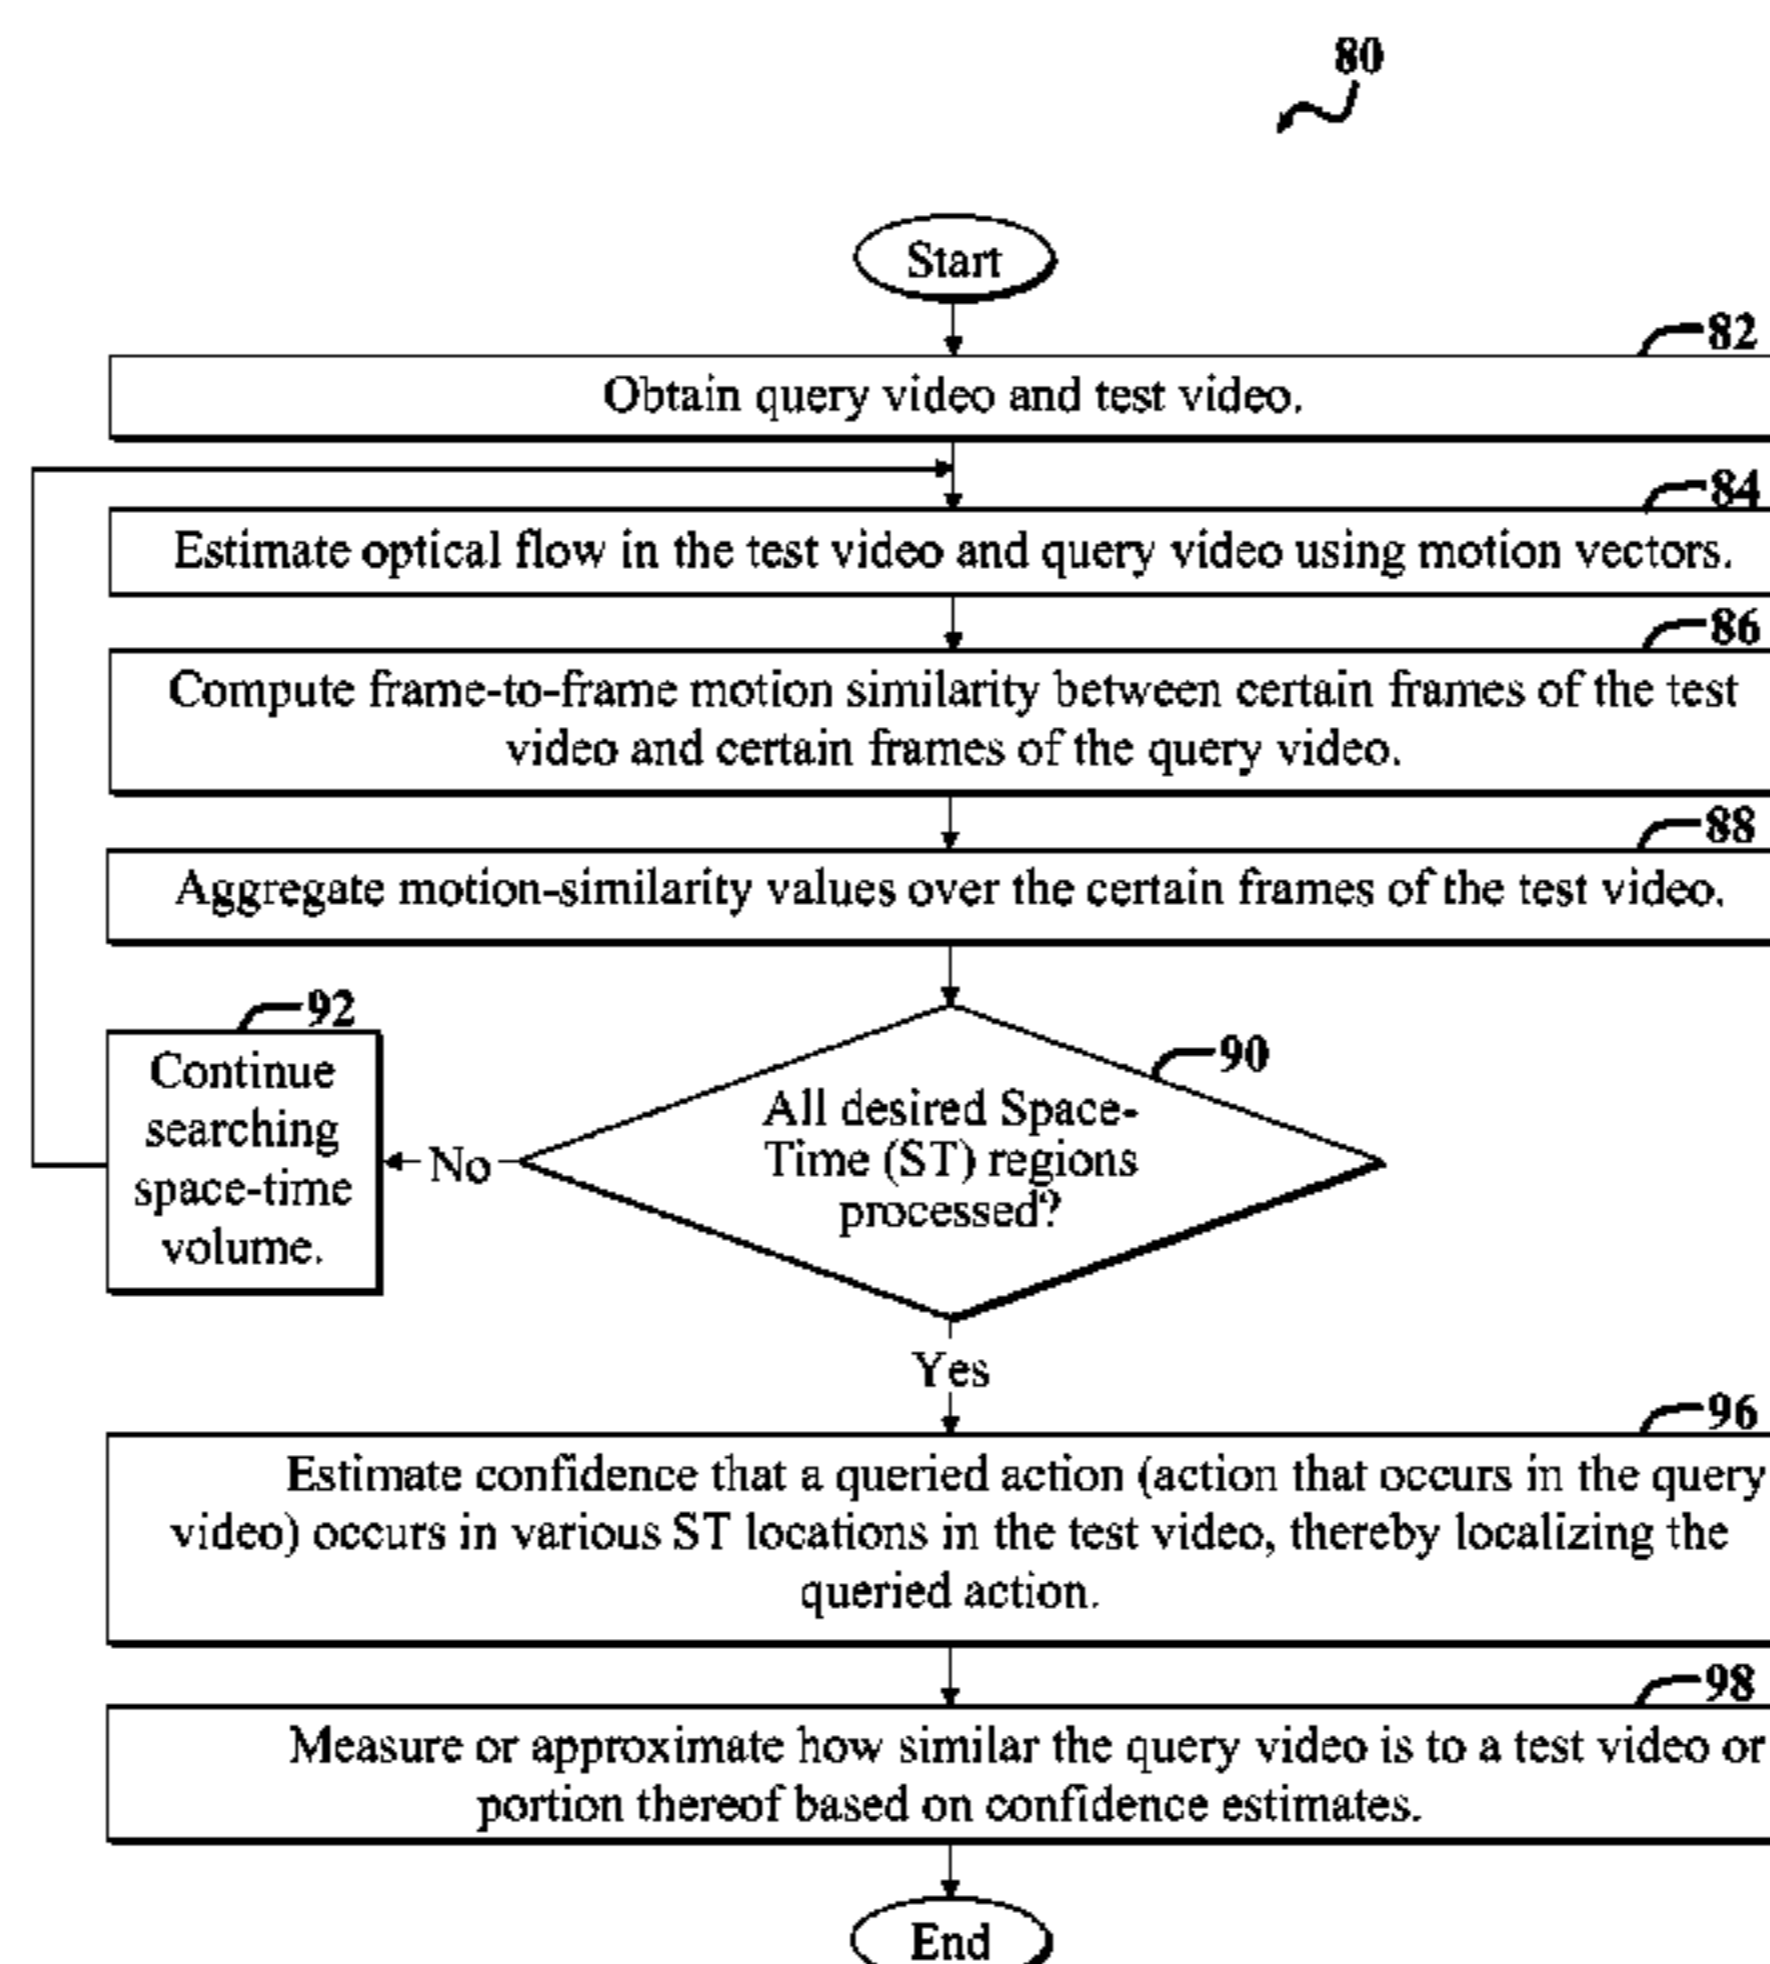 80
Start
82
Obtain query video and test video.
84
Estimate optical flow in the test video and query video using motion vectors.
86
Compute frame-to-frame motion similarity between certain frames of the test
video and certain frames of the query video.
88
Aggregate motion-similarity values over the certain frames of the test video.
92
Continue
searching
space-time
volume.
No
90
All desired Space-
Time (ST) regions
processed?
Yes
96
Estimate confidence that a queried action (action that occurs in the query
video) occurs in various ST locations in the test video, thereby localizing the
queried action.
98
Measure or approximate how similar the query video is to a test video or
portion thereof based on confidence estimates.
End